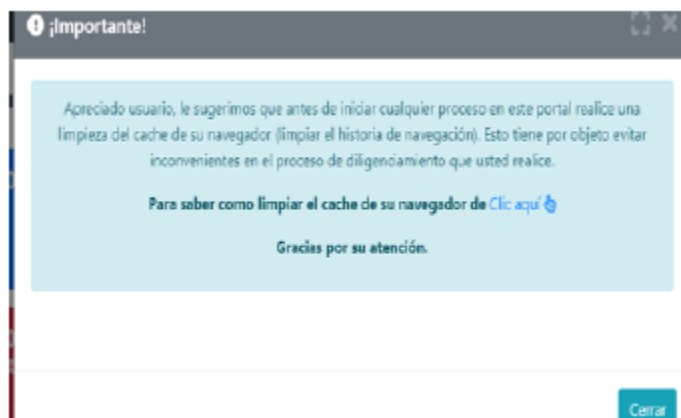 ¡Importante!
Apreciado usuario, le sugerimos que antes de iniciar cualquier proceso en este portal realice una
limpieza del cache de su navegador (limpiar el historia de navegación). Esto tiene por objeto evitar
inconvenientes en el proceso de diligenciamiento que usted realice.
Para saber como limpiar el cache de su navegador de Clic aquí
Gracias por su atención.
Cerrar